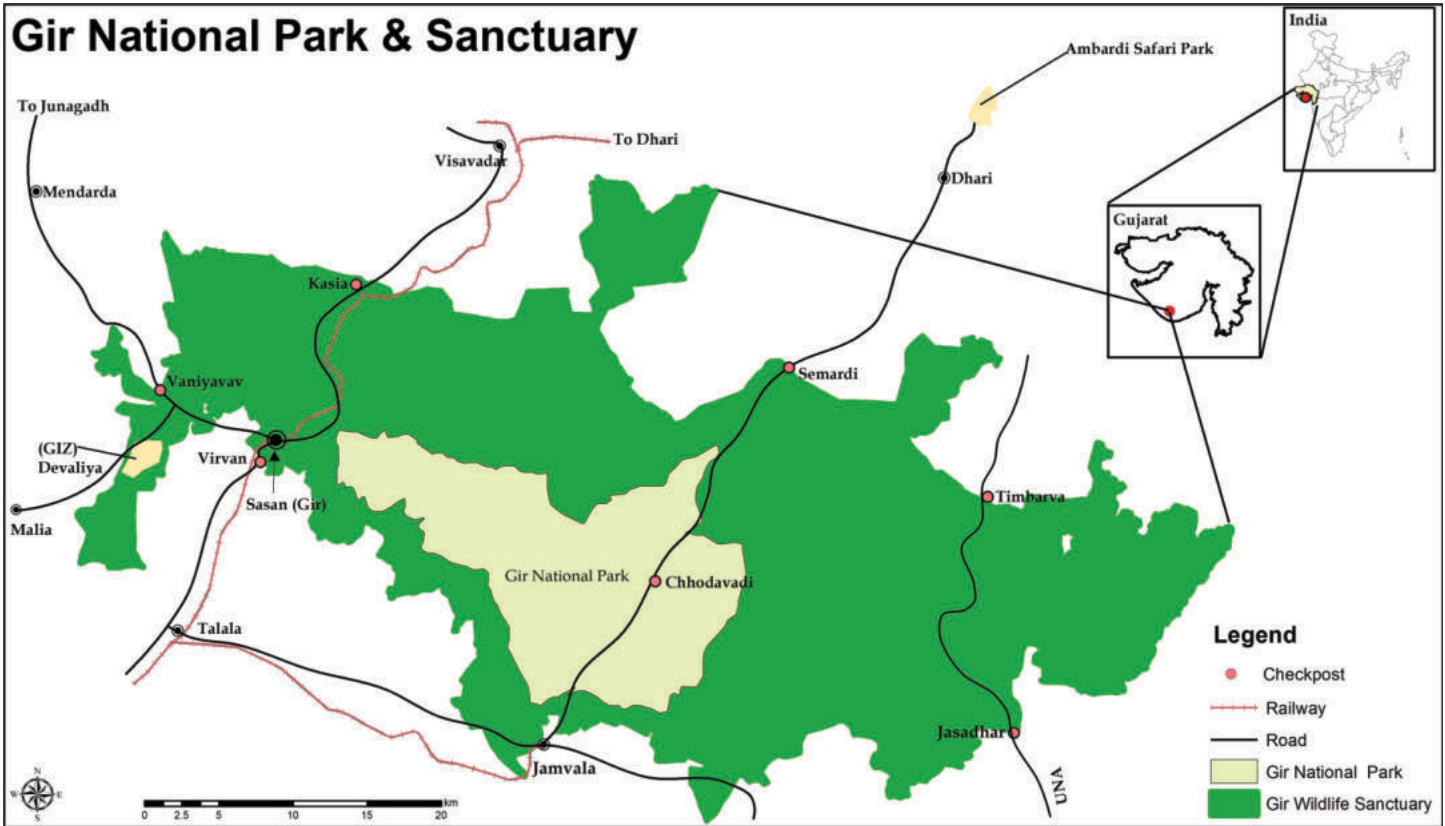 Gir National Park & Sanctuary
India
Ambardi Safari Park
To Junagadh
To Dhari
Visavadar
Mendarda
Dhari
Gujarat
Kasia
Semardi
Vaniyavav
(GIZ)
Devaliya
Virvan
Sasan (Gir)
Timbarva
Malia
Gir National Park
Chhodavadi
Talala
Legend
Checkpost
Railway
Road
Gir National Park
Gir Wildlife Sanctuary
Jasadhar
Jamvala
UNA
N
W
E
S
km
0 2.5 5 10 15 20